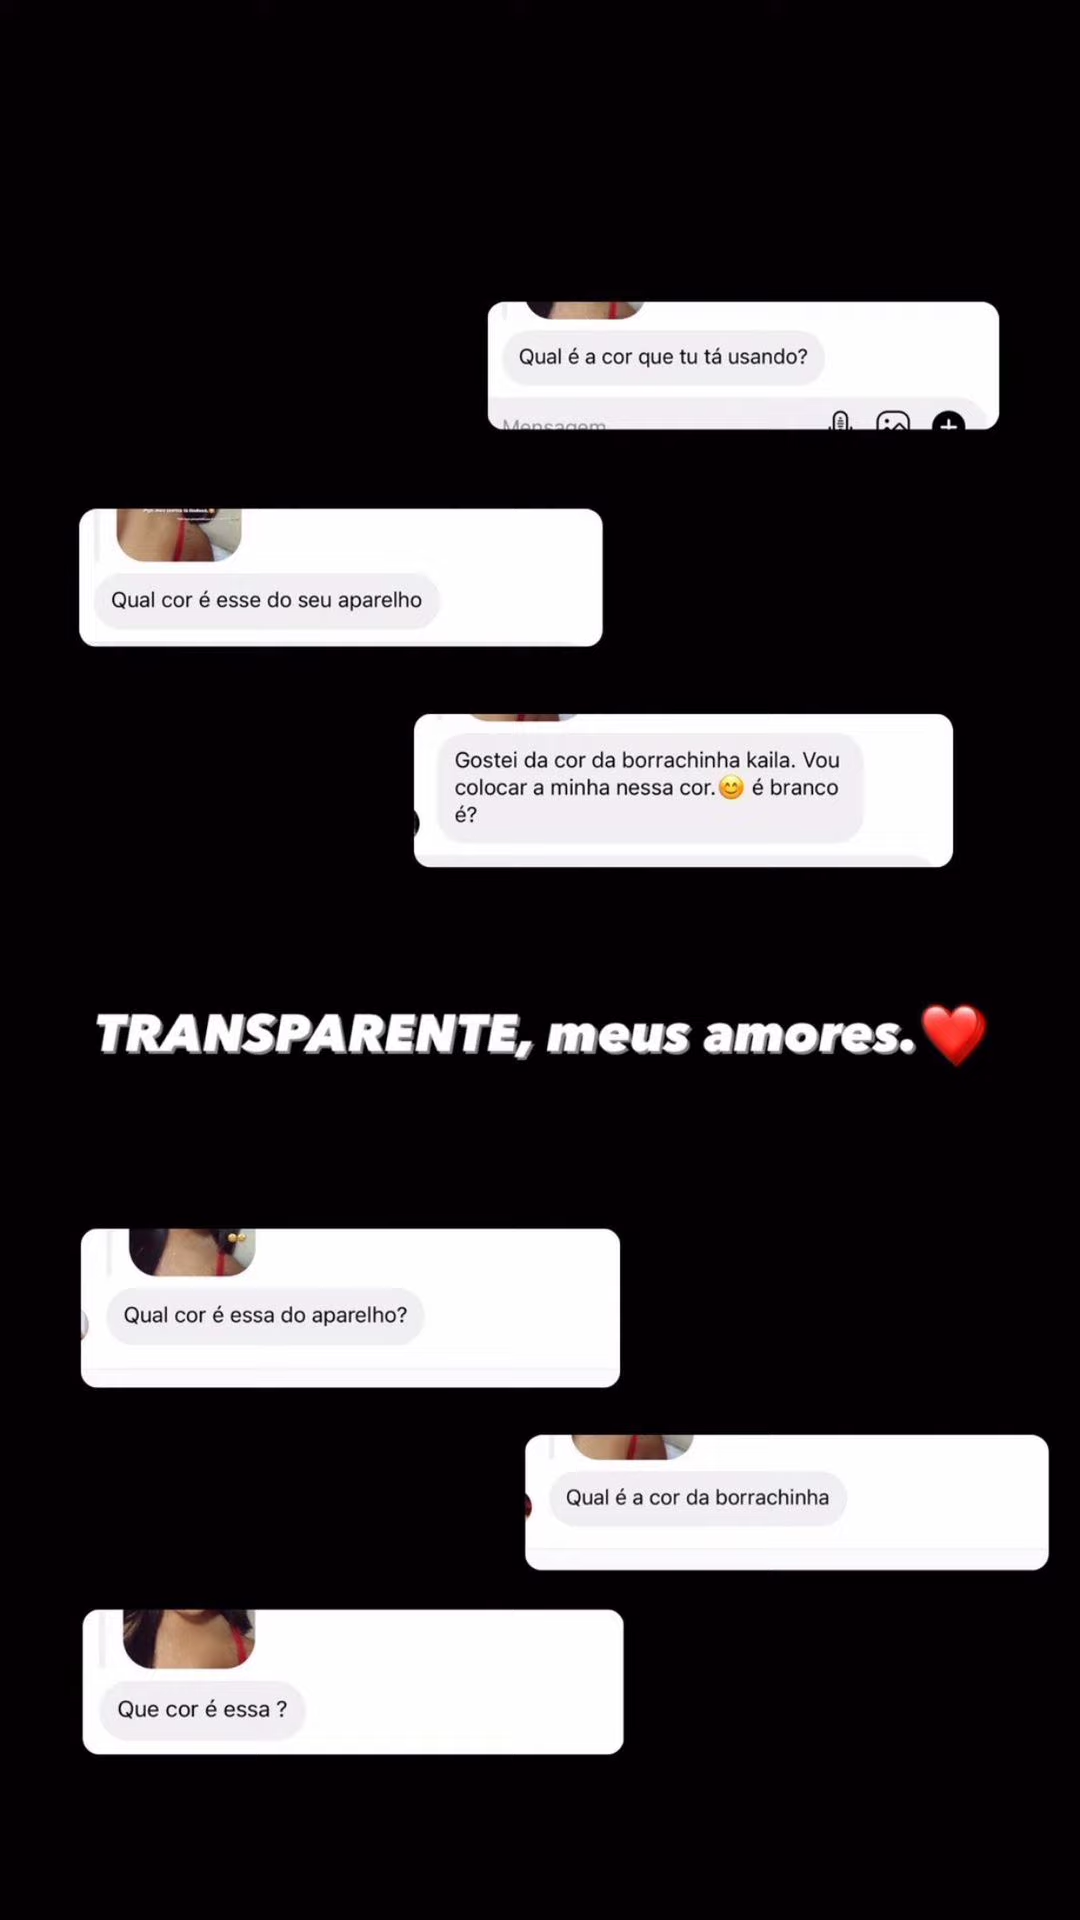 Qual é a cor que tu tá usando?
Mensagem
Qual cor é esse do seu aparelho
Gostei da cor da borrachinha kaila. Vou
colocar a minha nessa cor.😊 é branco
é?
TRANSPARENTE, meus amores.❤️
Qual cor é essa do aparelho?
Qual é a cor da borrachinha
Que cor é essa ?